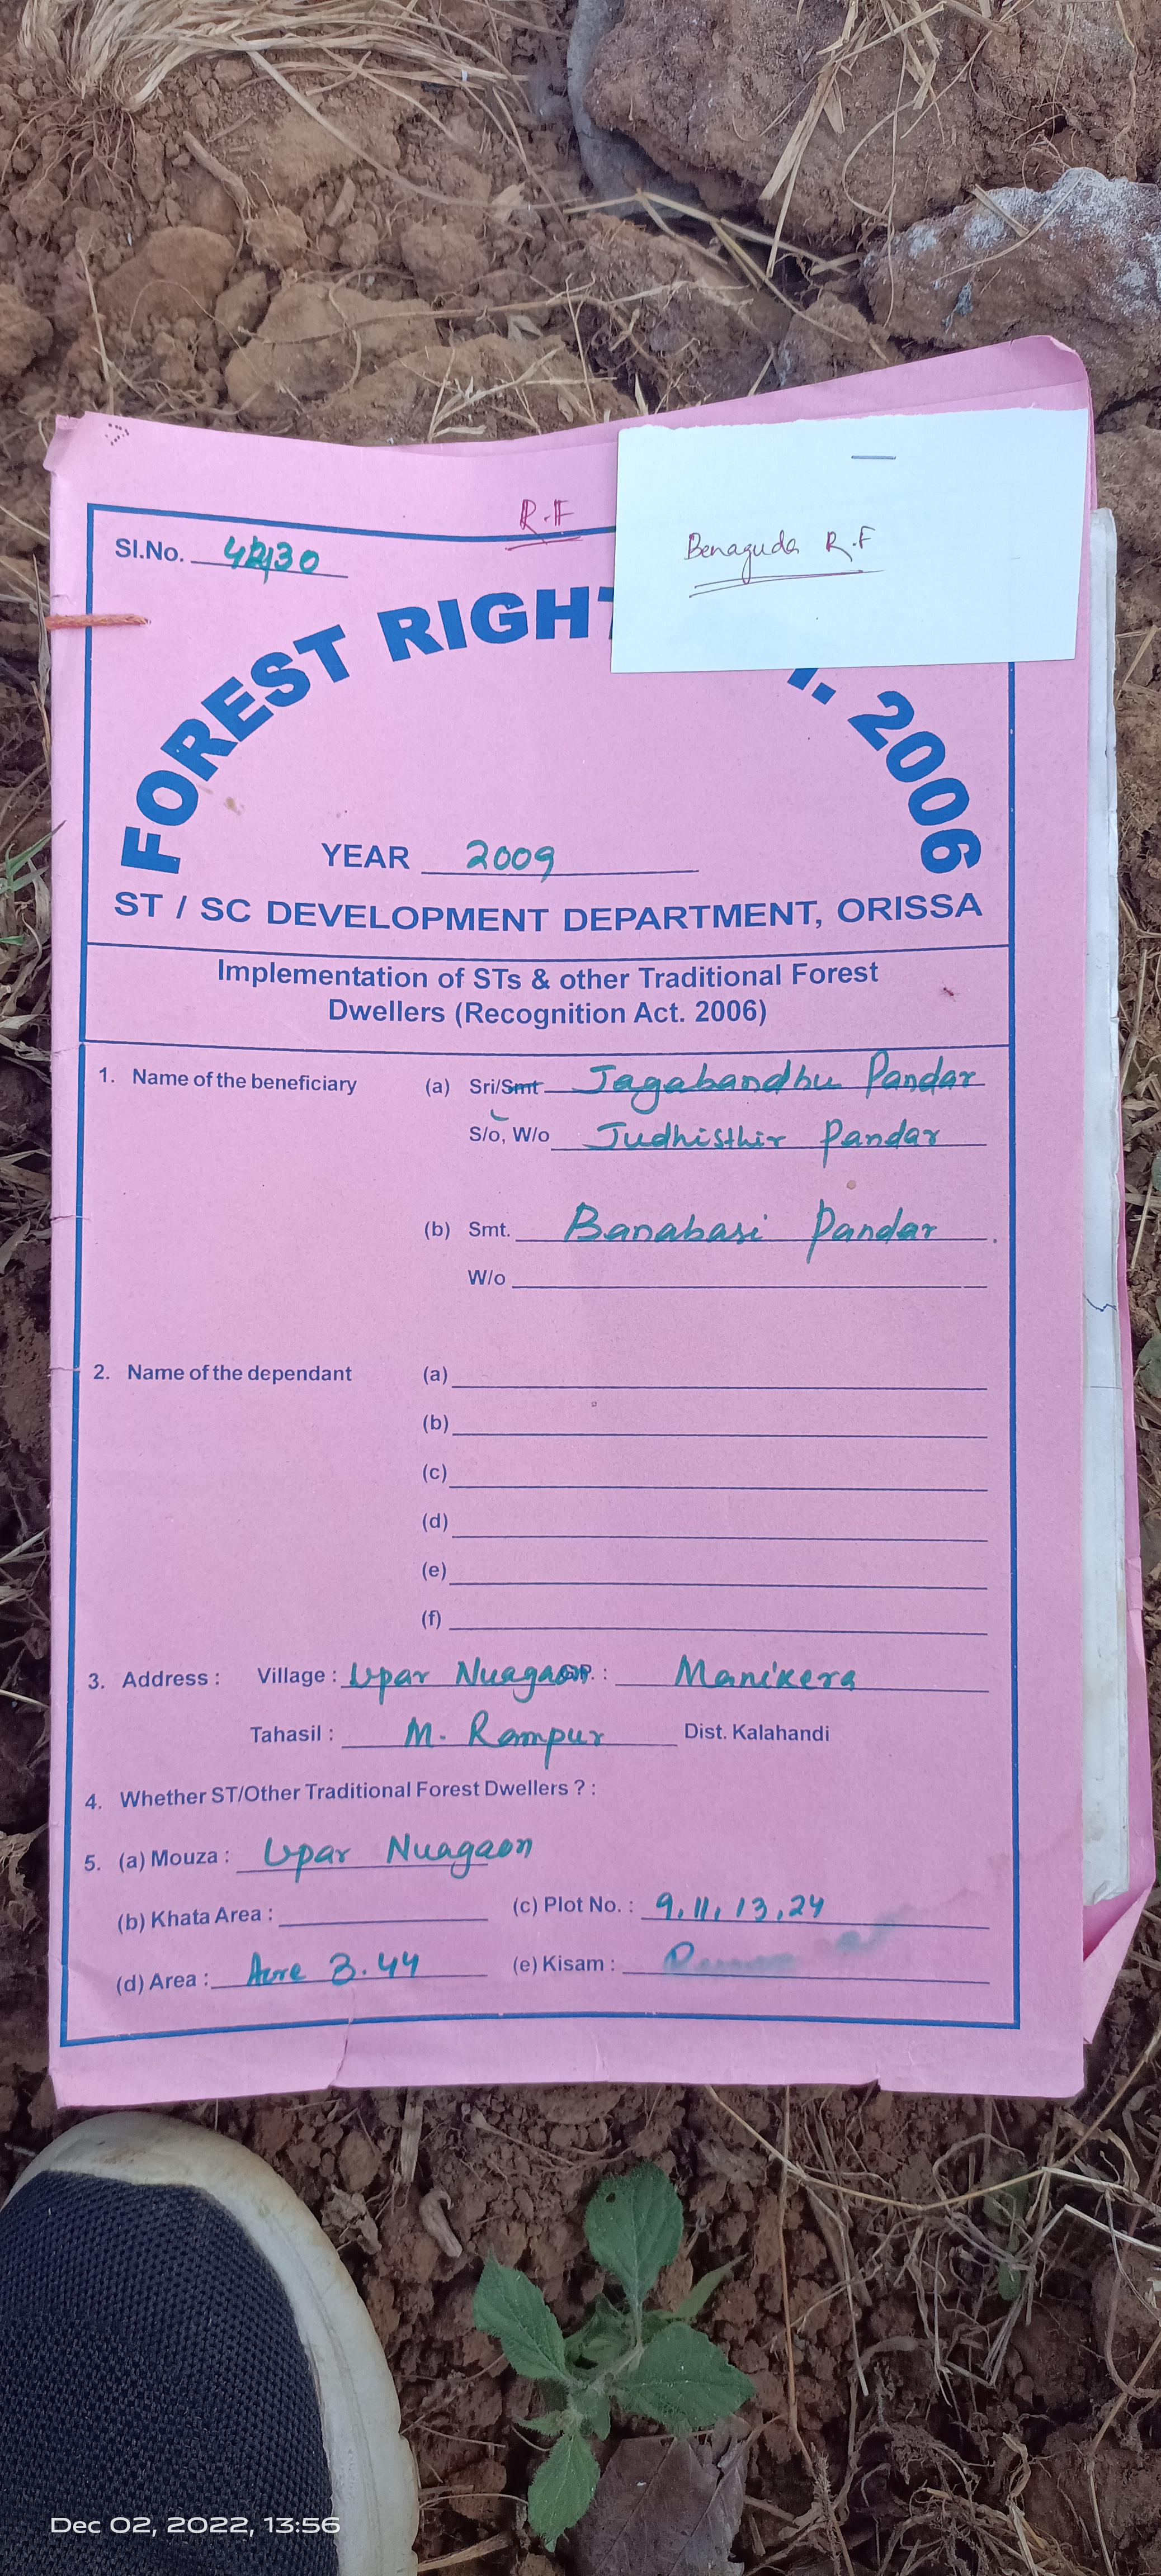 R.F
Benaguda R.F
Sl.No.
FOREST RIGHT
. 2006
YEAR 2009
ST / SC DEVELOPMENT DEPARTMENT, ORISSA
Implementation of STs & other Traditional Forest
Dwellers (Recognition Act. 2006)
1. Name of the beneficiary (a) Sri/Smt Jagabandhu Pandar
S/o, W/o Judhisthir Pandar
(b) Smt. Banabasi Pandar.
W/o
2. Name of the dependant (a)
(b)
(c)
(d)
(e)
(f)
3. Address : Village : Upar Nuagaon G.P. : Manikera
Tahasil : M. Rampur Dist. Kalahandi
4. Whether ST/Other Traditional Forest Dwellers ? :
5. (a) Mouza : Upar Nuagaon
(b) Khata Area : (c) Plot No. : 9, 11, 13, 24
(d) Area : Acre 3.44 (e) Kisam :
Dec 02, 2022, 13:56